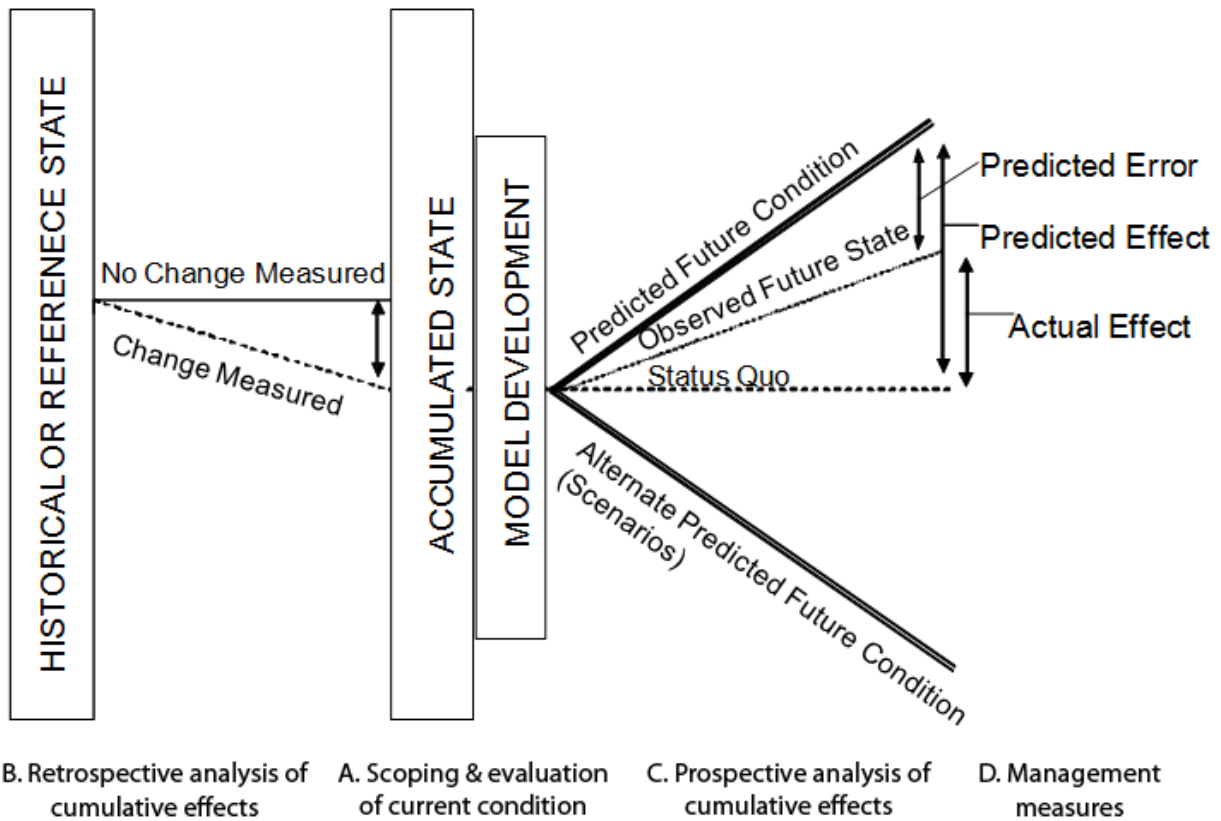 HISTORICAL OR REFERENECE STATE
No Change Measured
Change Measured
ACCUMULATED STATE
MODEL DEVELOPMENT
Predicted Future Condition
Observed Future State
Status Quo
Alternate Predicted Future Condition
(Scenarios)
Predicted Error
Predicted Effect
Actual Effect
B. Retrospective analysis of
cumulative effects
A. Scoping & evaluation
of current condition
C. Prospective analysis of
cumulative effects
D. Management
measures